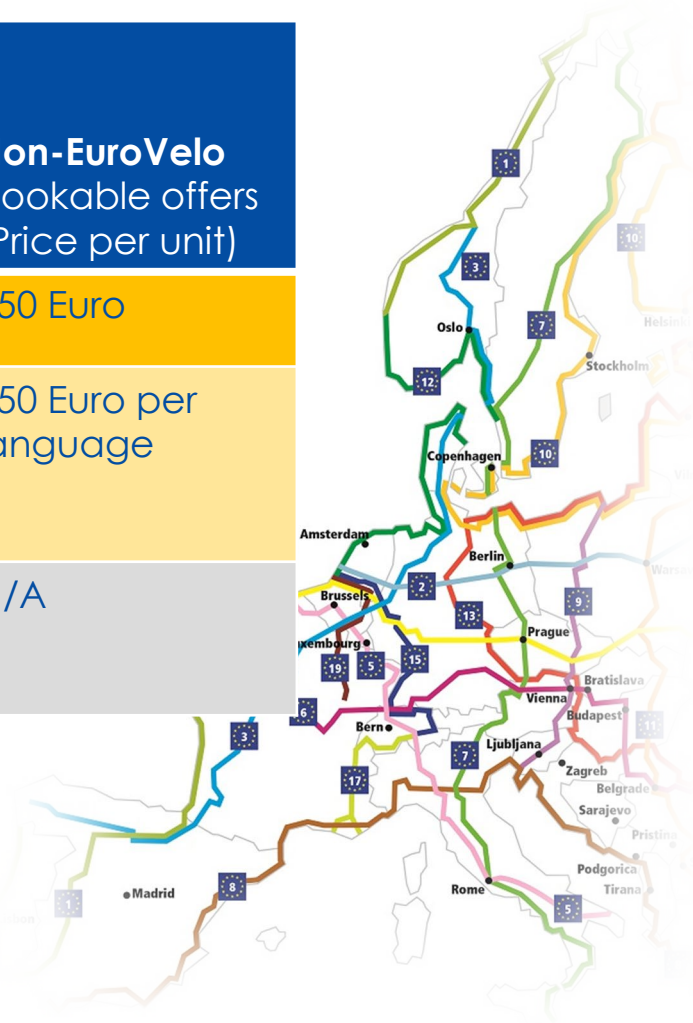 on-EuroVelo
ookable offers
Price per unit)
50 Euro
50 Euro per
anguage
/A
1
10
3
7
Helsin
Oslo
Stockholm
12
10
Copenhagen
Amsterdam
Berlin
2
9
Brussels
13
Prague
xembourg
19
5
15
Bratislava
Vienna
6
Budapest
11
3
Bern
7
Ljubljana
Zagreb
17
Belgrade
Sarajevo
Pristina
Podgorica
8
Madrid
Rome
Tirana
1
5